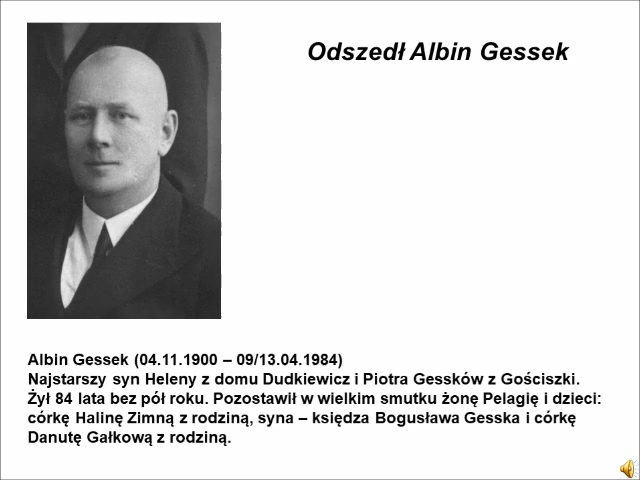 Odszedł Albin Gessek
Albin Gessek (04.11.1900 – 09/13.04.1984)
Najstarszy syn Heleny z domu Dudkiewicz i Piotra Gessków z Gościszki.
Żył 84 lata bez pół roku. Pozostawił w wielkim smutku żonę Pelagię i dzieci:
córkę Halinę Zimną z rodziną, syna – księdza Bogusława Gesska i córkę
Danutę Gałkową z rodziną.